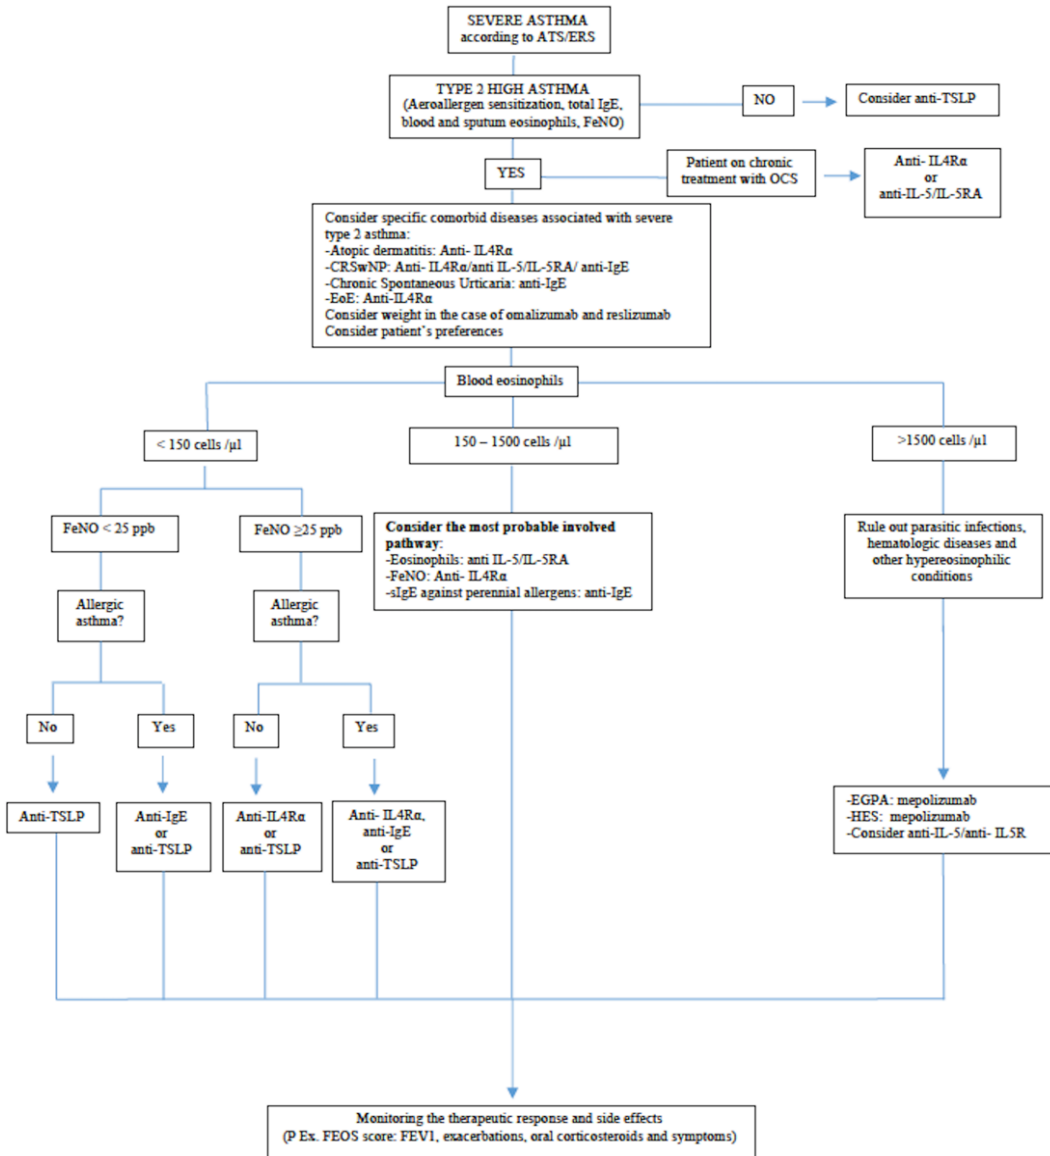 SEVERE ASTHMA
according to ATS/ERS
TYPE 2 HIGH ASTHMA
(Aeroallergen sensitization, total IgE,
blood and sputum eosinophils, FeNO)
NO
Consider anti-TSLP
YES
Patient on chronic
treatment with OCS
Anti- IL4Rα
or
anti-IL-5/IL-5RA
Consider specific comorbid diseases associated with severe
type 2 asthma:
-Atopic dermatitis: Anti- IL4Rα
-CRSwNP: Anti- IL4Rα/anti IL-5/IL-5RA/ anti-IgE
-Chronic Spontaneous Urticaria: anti-IgE
-EoE: Anti-IL4Rα
Consider weight in the case of omalizumab and reslizumab
Consider patient's preferences
Blood eosinophils
< 150 cells /µl
150 – 1500 cells /µl
>1500 cells /µl
FeNO < 25 ppb
FeNO ≥25 ppb
Consider the most probable involved
pathway:
-Eosinophils: anti IL-5/IL-5RA
-FeNO: Anti- IL4Rα
-sIgE against perennial allergens: anti-IgE
Rule out parasitic infections,
hematologic diseases and
other hypereosinophilic
conditions
Allergic
asthma?
Allergic
asthma?
No
Yes
No
Yes
Anti-TSLP
Anti-IgE
or
anti-TSLP
Anti-IL4Rα
or
anti-TSLP
Anti- IL4Rα,
anti-IgE
or
anti-TSLP
-EGPA: mepolizumab
-HES: mepolizumab
-Consider anti-IL-5/anti- IL5R
Monitoring the therapeutic response and side effects
(P Ex. FEOS score: FEV1, exacerbations, oral corticosteroids and symptoms)